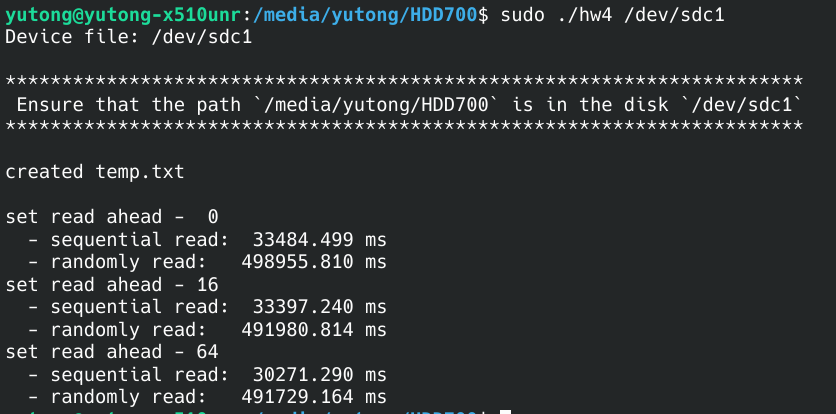 yutong@yutong-x510unr:/media/yutong/HDD700$ sudo ./hw4 /dev/sdc1
Device file: /dev/sdc1
***********************************************************************
 Ensure that the path `/media/yutong/HDD700` is in the disk `/dev/sdc1`
***********************************************************************
created temp.txt
set read ahead -  0
  - sequential read:  33484.499 ms
  - randomly read:   498955.810 ms
set read ahead - 16
  - sequential read:  33397.240 ms
  - randomly read:   491980.814 ms
set read ahead - 64
  - sequential read:  30271.290 ms
  - randomly read:   491729.164 ms